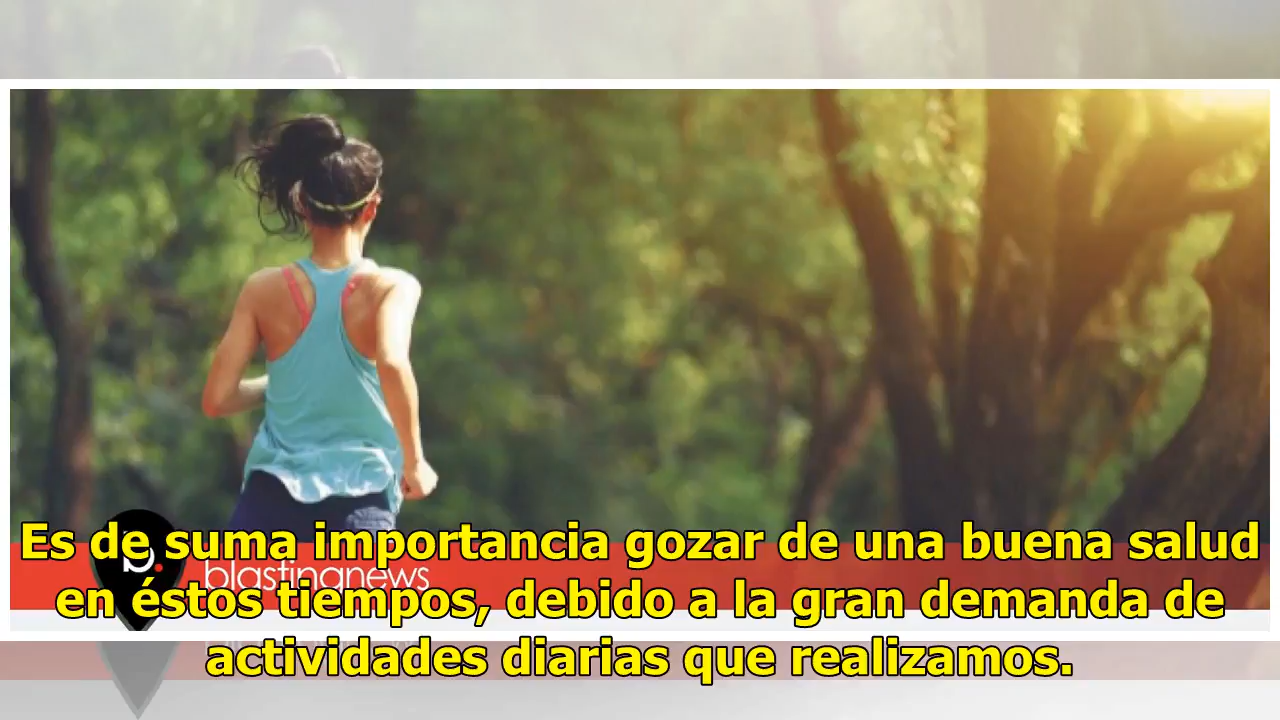 Es de suma importancia gozar de una buena salud
en éstos tiempos, debido a la gran demanda de
actividades diarias que realizamos.
b.
blastingnews